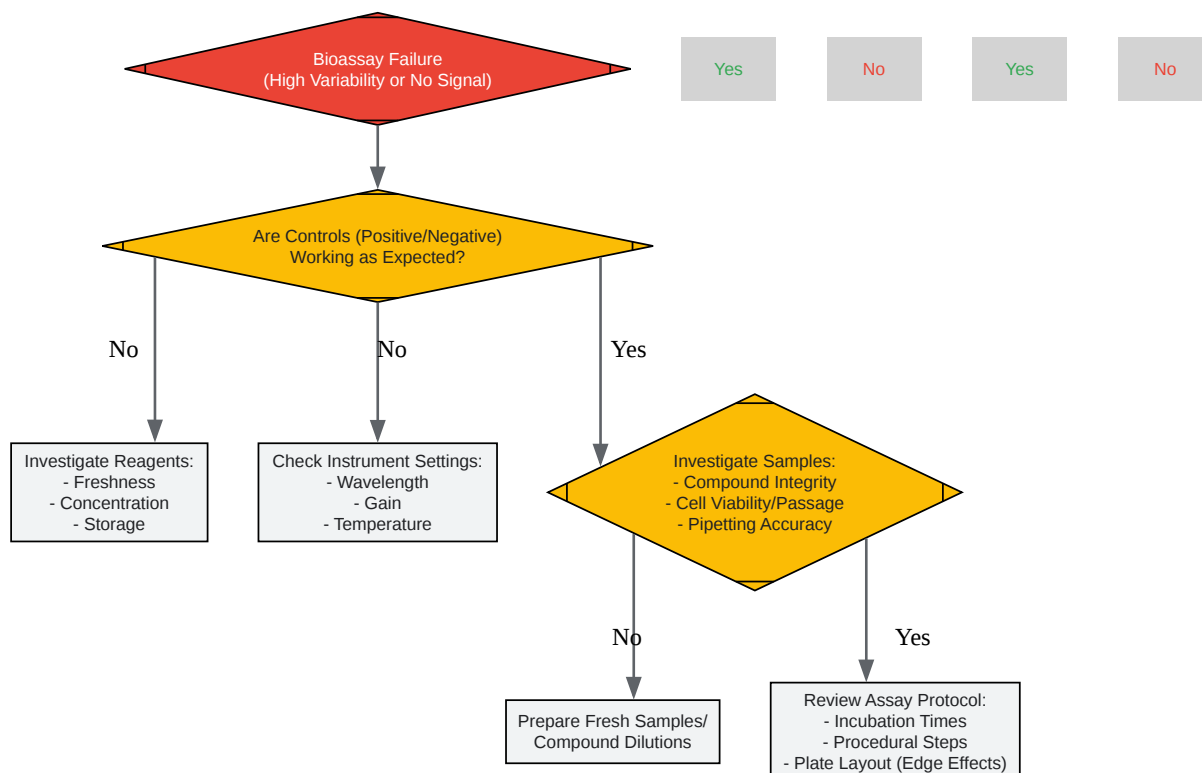 Bioassay Failure
(High Variability or No Signal)
Yes
No
Yes
No
Are Controls (Positive/Negative)
Working as Expected?
No
No
Yes
Investigate Reagents:
- Freshness
- Concentration
- Storage
Check Instrument Settings:
- Wavelength
- Gain
- Temperature
Investigate Samples:
- Compound Integrity
- Cell Viability/Passage
- Pipetting Accuracy
No
Yes
Prepare Fresh Samples/
Compound Dilutions
Review Assay Protocol:
- Incubation Times
- Procedural Steps
- Plate Layout (Edge Effects)